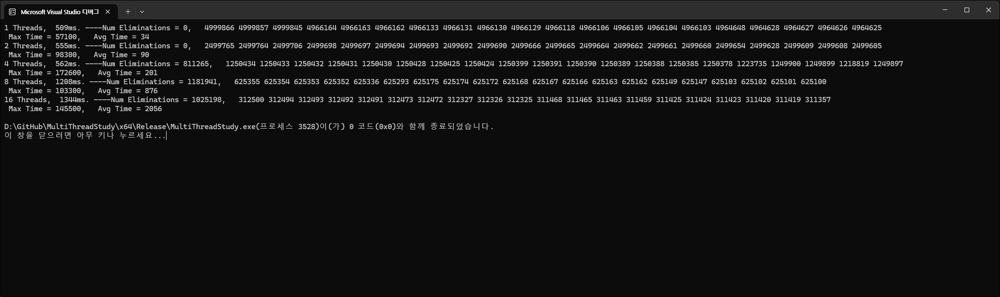 Microsoft Visual Studio 디버그
1 Threads,  509ms. ----Num Eliminations = 0,   4999866 4999857 4999845 4966164 4966163 4966162 4966133 4966131 4966130 4966129 4966118 4966106 4966105 4966104 4966103 4964648 4964628 4964627 4964626 4964625
 Max Time = 57100,   Avg Time = 34
2 Threads,  555ms. ----Num Eliminations = 0,   2499765 2499764 2499706 2499698 2499697 2499694 2499693 2499692 2499690 2499666 2499665 2499664 2499662 2499661 2499660 2499654 2499628 2499609 2499608 2499605
 Max Time = 98300,   Avg Time = 90
4 Threads,  562ms. ----Num Eliminations = 811265,   1250434 1250433 1250432 1250431 1250430 1250428 1250425 1250424 1250399 1250391 1250390 1250389 1250388 1250385 1250378 1223735 1249900 1249899 1218819 1249897
 Max Time = 172600,   Avg Time = 201
8 Threads,  1208ms. ----Num Eliminations = 1181941,   625355 625354 625353 625352 625336 625293 625175 625174 625172 625168 625167 625166 625163 625162 625149 625147 625103 625102 625101 625100
 Max Time = 103300,   Avg Time = 876
16 Threads,  1344ms. ----Num Eliminations = 1025198,   312500 312494 312493 312492 312491 312473 312472 312327 312326 312325 311468 311465 311463 311459 311425 311424 311423 311420 311419 311357
 Max Time = 145500,   Avg Time = 2056
D:\GitHub\MultiThreadStudy\x64\Release\MultiThreadStudy.exe(프로세스 3528)이(가) 0 코드(0x0)와 함께 종료되었습니다.
이 창을 닫으려면 아무 키나 누르세요...